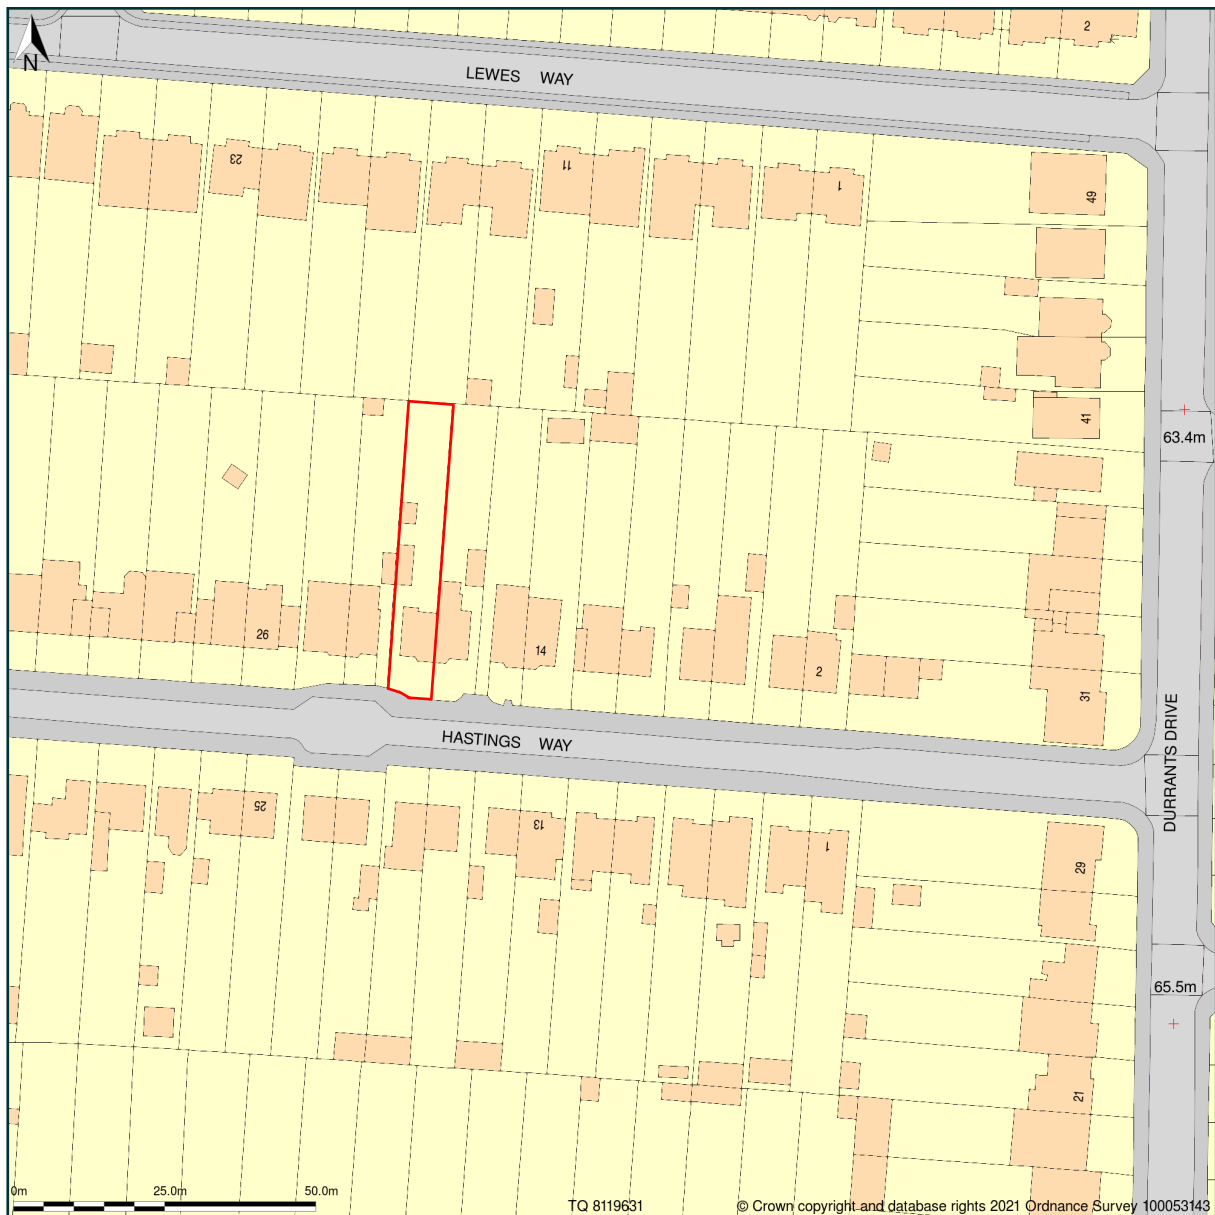 N
2
LEWES WAY
23
11
1
49
41
63.4m
26
14
2
31
HASTINGS WAY
DURRANTS DRIVE
25
13
1
29
65.5m
21
0m 25.0m 50.0m
TQ 8119631
© Crown copyright and database rights 2021 Ordnance Survey 100053143